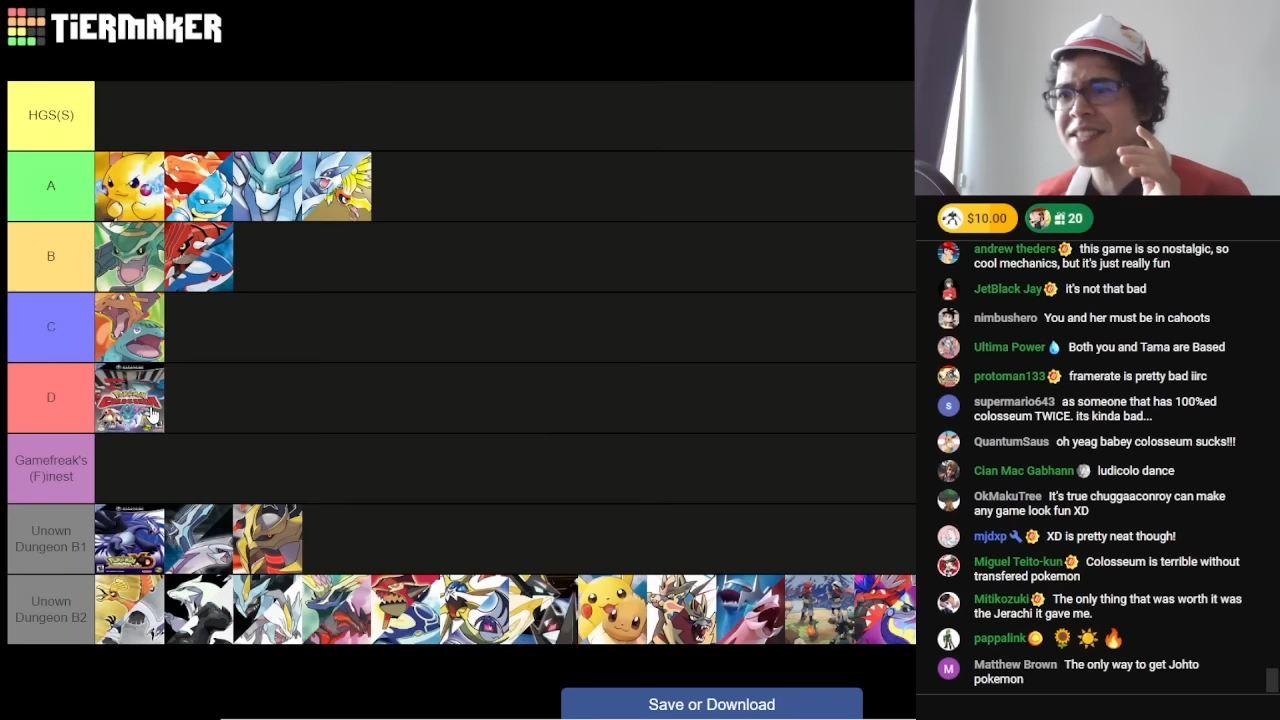 TIERMAKER
HGS(S)
A
B
C
D
Gamefreak's
(F)inest
Unown
Dungeon B1
Unown
Dungeon B2
Save or Download
$10.00
20
andrew theders this game is so nostalgic, so
cool mechanics, but it's just really fun
JetBlack Jay it's not that bad
nimbushero You and her must be in cahoots
Ultima Power Both you and Tama are Based
protoman133 framerate is pretty bad iirc
S
supermario643 as someone that has 100%ed
colosseum TWICE. its kinda bad...
QuantumSaus oh yeag babey colosseum sucks!!!
Cian Mac Gabhann ludicolo dance
OkMakuTree It's true chuggaaconroy can make
any game look fun XD
mjdxp XD is pretty neat though!
Miguel Teito-kun Colosseum is terrible without
transfered pokemon
Mitikozuki The only thing that was worth it was
the Jerachi it gave me.
pappalink
M
Matthew Brown The only way to get Johto
pokemon